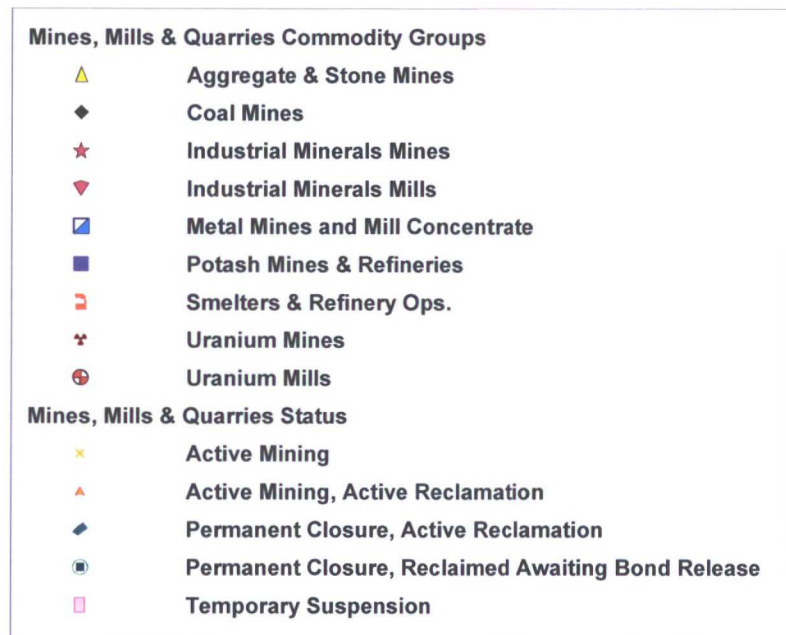 Mines, Mills & Quarries Commodity Groups
Aggregate & Stone Mines
Coal Mines
Industrial Minerals Mines
Industrial Minerals Mills
Metal Mines and Mill Concentrate
Potash Mines & Refineries
Smelters & Refinery Ops.
Uranium Mines
Uranium Mills
Mines, Mills & Quarries Status
Active Mining
Active Mining, Active Reclamation
Permanent Closure, Active Reclamation
Permanent Closure, Reclaimed Awaiting Bond Release
Temporary Suspension